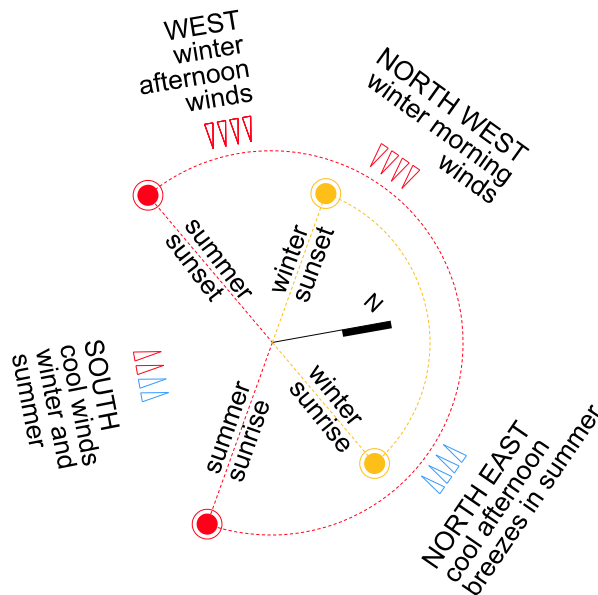 WEST
winter
afternoon
winds
NORTH WEST
winter morning
winds
summer
sunset
winter
sunset
N
SOUTH
cool winds
winter and
summer
summer
sunrise
winter
sunrise
NORTH EAST
cool afternoon
breezes in summer